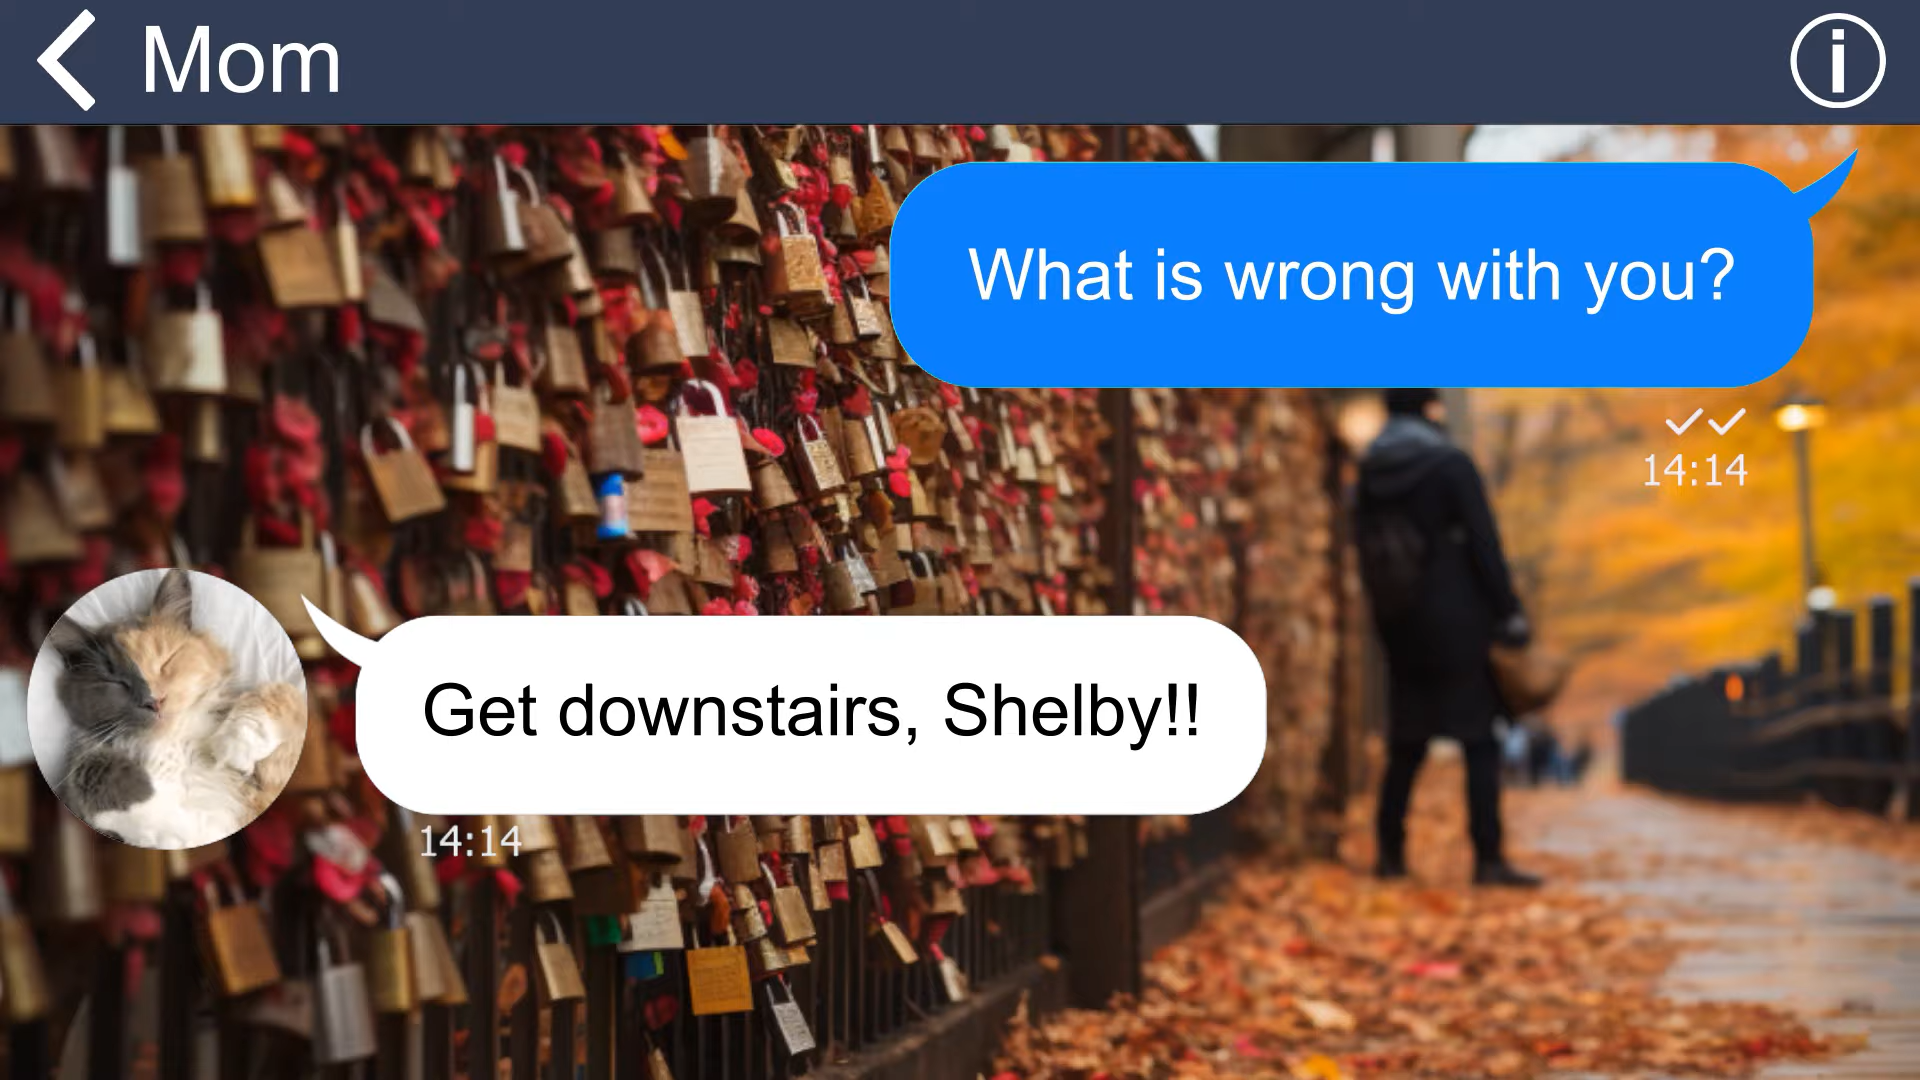 Mom
What is wrong with you?
14:14
Get downstairs, Shelby!!
14:14